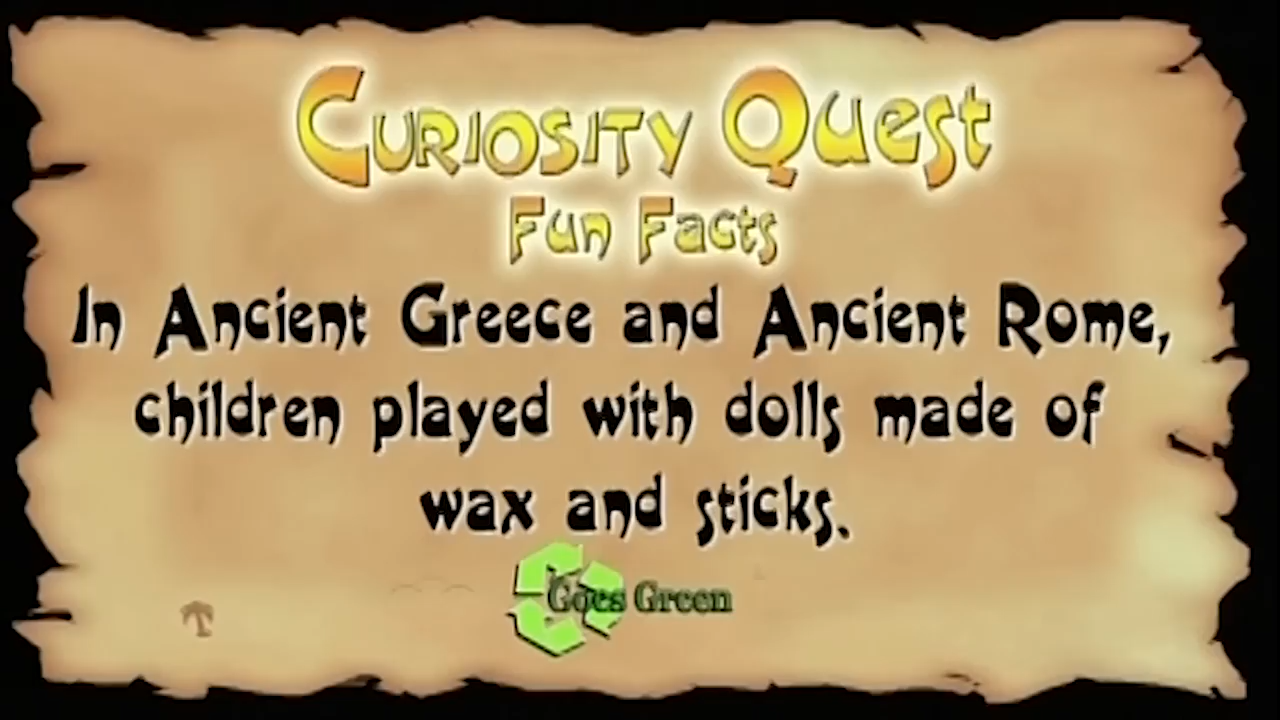 Curiosity Quest
Fun Facts
In Ancient Greece and Ancient Rome,
children played with dolls made of
wax and sticks.
Goes Green